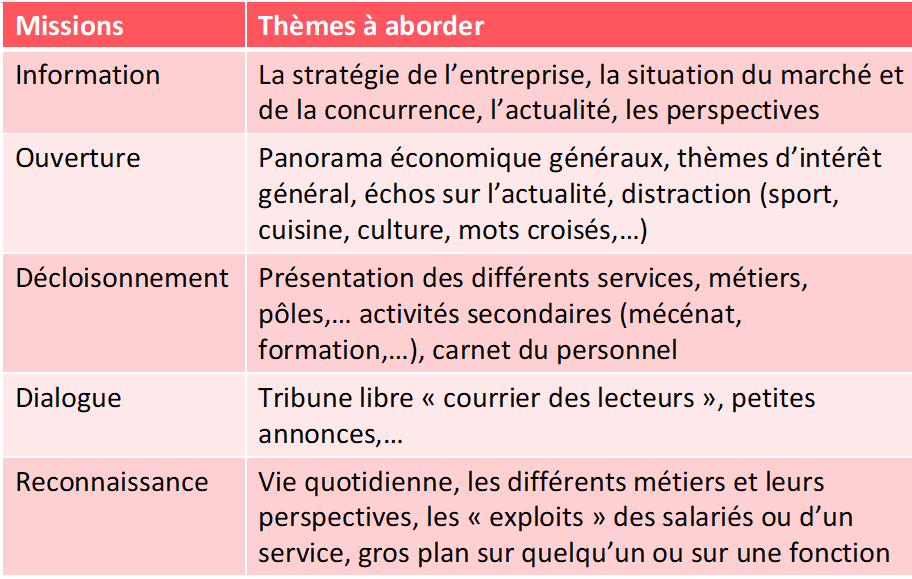 Missions
Thèmes à aborder
Information
La stratégie de l’entreprise, la situation du marché et
de la concurrence, l’actualité, les perspectives
Ouverture
Panorama économique généraux, thèmes d’intérêt
général, échos sur l’actualité, distraction (sport,
cuisine, culture, mots croisés,…)
Décloisonnement
Présentation des différents services, métiers,
pôles,… activités secondaires (mécénat,
formation,…), carnet du personnel
Dialogue
Tribune libre « courrier des lecteurs », petites
annonces,…
Reconnaissance
Vie quotidienne, les différents métiers et leurs
perspectives, les « exploits » des salariés ou d’un
service, gros plan sur quelqu’un ou sur une fonction